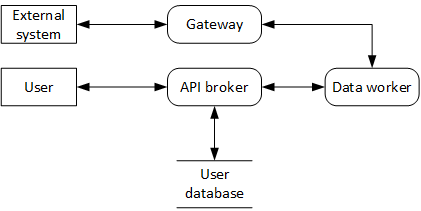 External
system
Gateway
User
API broker
Data worker
User
database